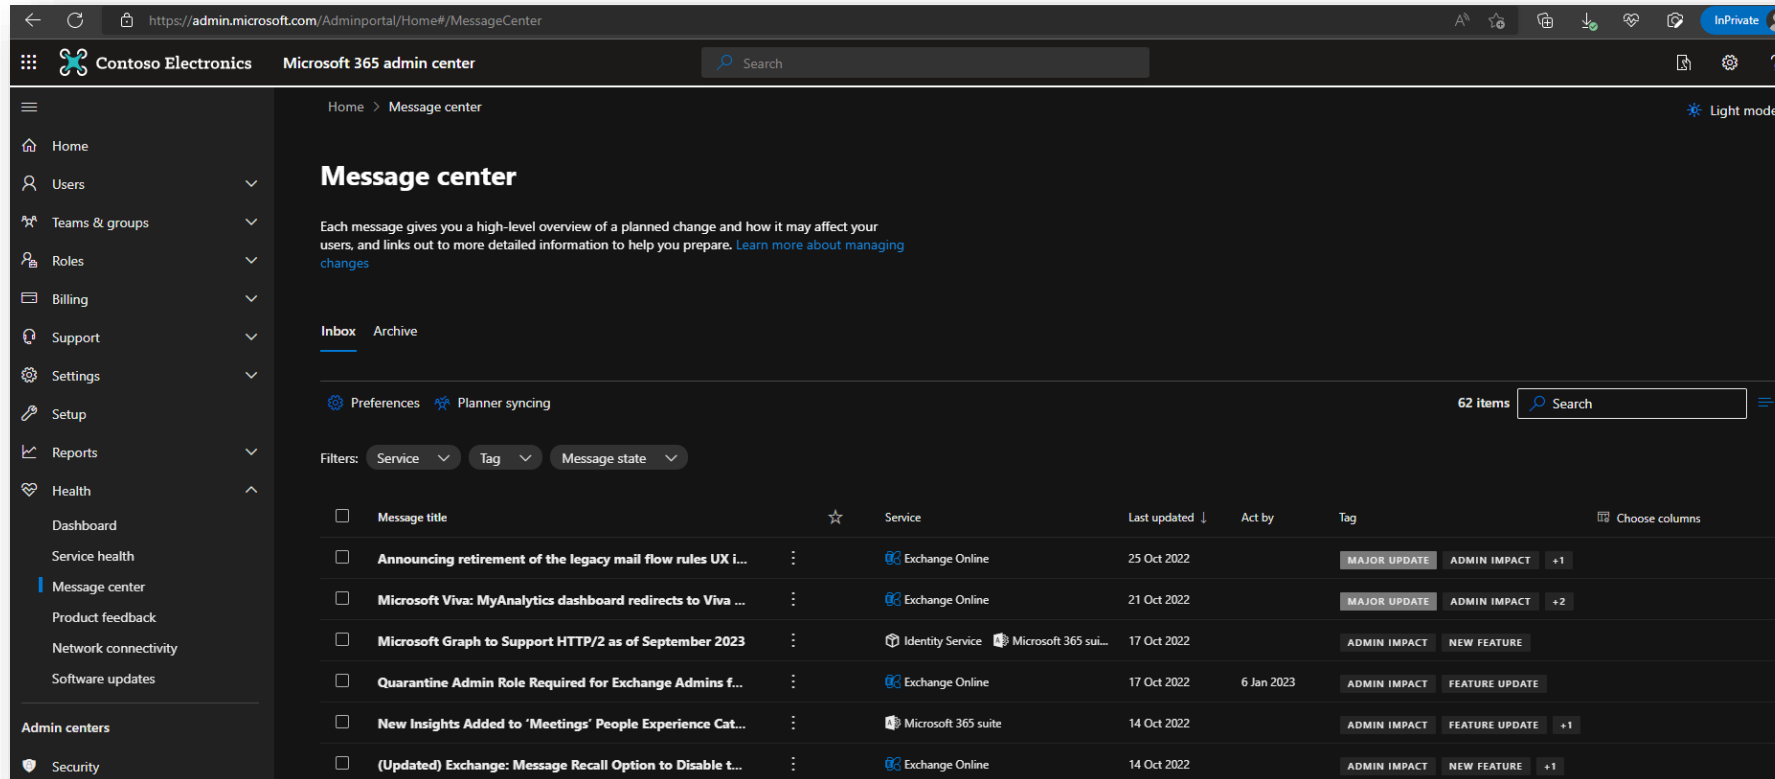 https://admin.microsoft.com/Adminportal/Home#/MessageCenter
InPrivate
Contoso Electronics
Microsoft 365 admin center
Search
Home > Message center
Light mode
Home
Users
Teams & groups
Roles
Billing
Support
Settings
Setup
Reports
Health
Dashboard
Service health
Message center
Product feedback
Network connectivity
Software updates
Admin centers
Security
Message center
Each message gives you a high-level overview of a planned change and how it may affect your
users, and links out to more detailed information to help you prepare. Learn more about managing
changes
Inbox Archive
Preferences Planner syncing
62 items Search
Filters: Service Tag Message state
Message title Service Last updated ↓ Act by Tag Choose columns
Announcing retirement of the legacy mail flow rules UX i... Exchange Online 25 Oct 2022 MAJOR UPDATE ADMIN IMPACT +1
Microsoft Viva: MyAnalytics dashboard redirects to Viva ... Exchange Online 21 Oct 2022 MAJOR UPDATE ADMIN IMPACT +2
Microsoft Graph to Support HTTP/2 as of September 2023 Identity Service Microsoft 365 sui... 17 Oct 2022 ADMIN IMPACT NEW FEATURE
Quarantine Admin Role Required for Exchange Admins f... Exchange Online 17 Oct 2022 6 Jan 2023 ADMIN IMPACT FEATURE UPDATE
New Insights Added to ‘Meetings’ People Experience Cat... Microsoft 365 suite 14 Oct 2022 ADMIN IMPACT FEATURE UPDATE +1
(Updated) Exchange: Message Recall Option to Disable t... Exchange Online 14 Oct 2022 ADMIN IMPACT NEW FEATURE +1